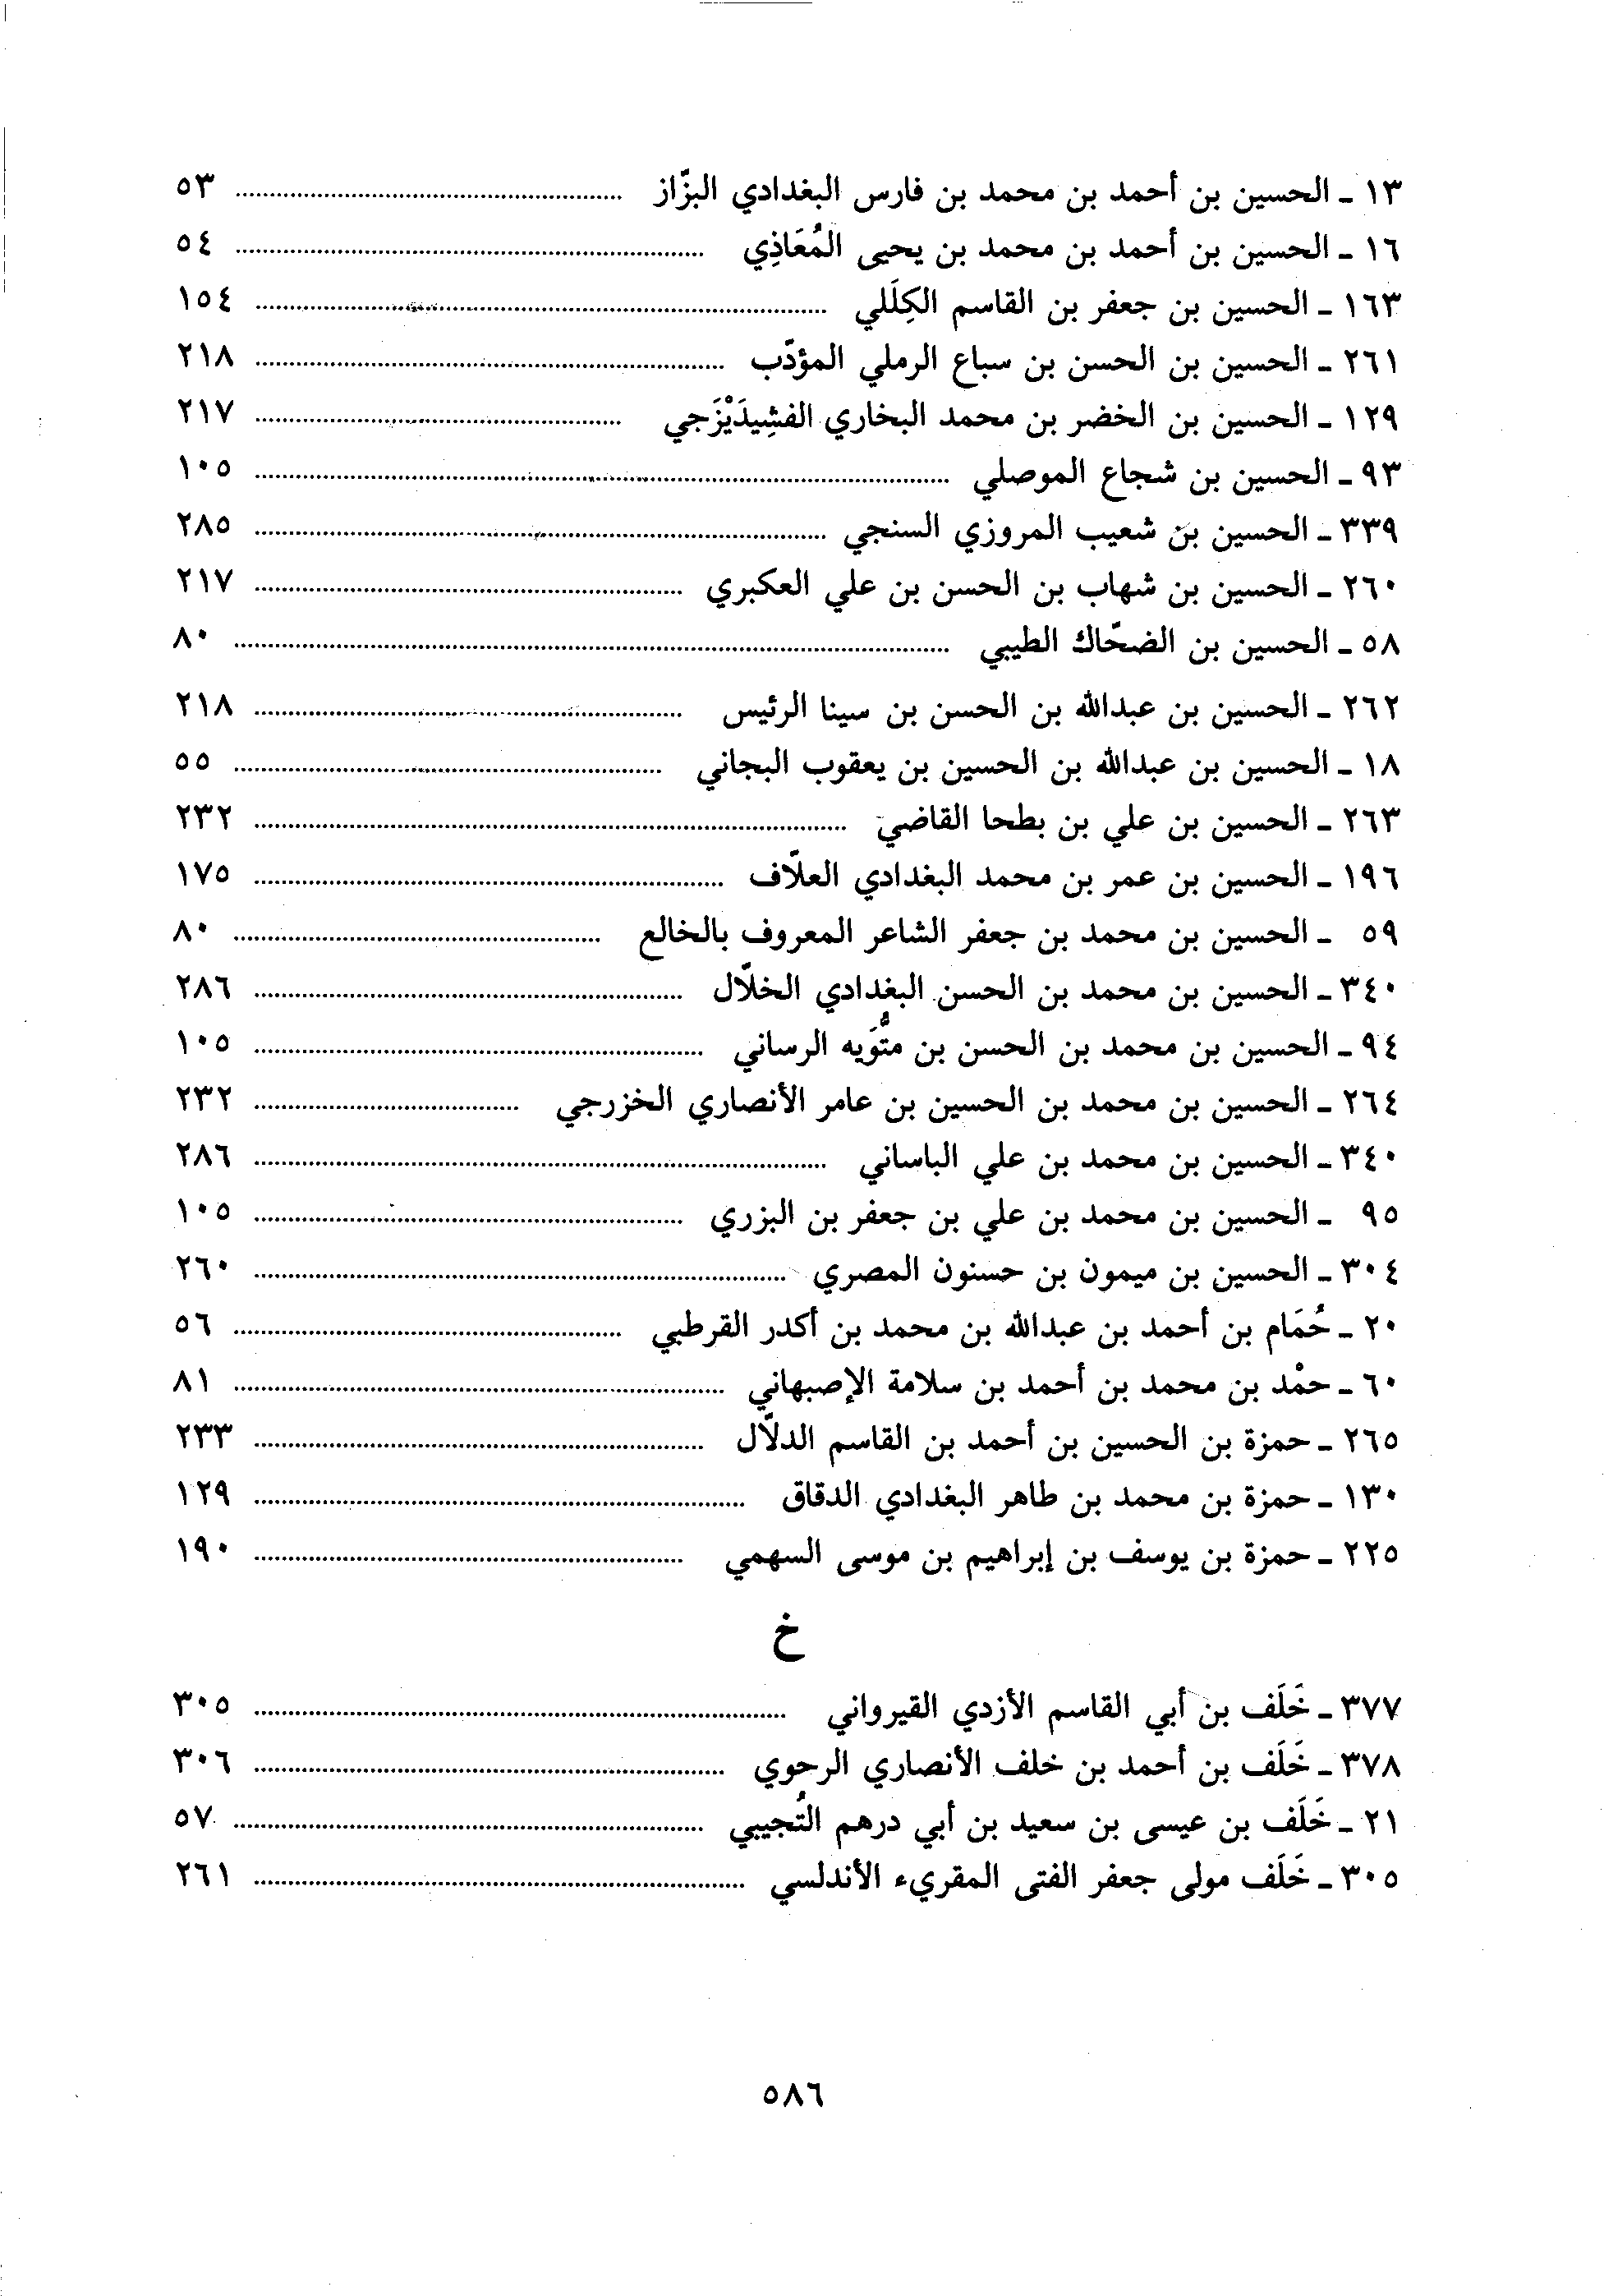 ١٣ ـ الحسين بن أحمد بن محمد بن فارس البغدادي البزّاز ........ ٥٣
١٦ ـ الحسين بن أحمد بن محمد بن يحيى المُعَاذِي ........ ٥٤
١٦٣ ـ الحسين بن جعفر بن القاسم الكِلَلي ........ ١٥٤
٢٦١ ـ الحسين بن الحسن بن سباع الرملي المؤدّب ........ ٢١٨
١٢٩ ـ الحسين بن الخضر بن محمد البخاري الفشِيدَيْزَجي ........ ٢١٧
٩٣ ـ الحسين بن شجاع الموصلي ........ ١٠٥
٣٣٩ ـ الحسين بن شعيب المروزي السنجي ........ ٢٨٥
٢٦٠ ـ الحسين بن شهاب بن الحسن بن علي العكبري ........ ٢١٧
٥٨ ـ الحسين بن الضحّاك الطيبي ........ ٨٠
٢٦٢ ـ الحسين بن عبدالله بن الحسن بن سينا الرئيس ........ ٢١٨
١٨ ـ الحسين بن عبدالله بن الحسين بن يعقوب البجاني ........ ٥٥
٢٦٣ ـ الحسين بن علي بن بطحا القاضي ........ ٢٣٢
١٩٦ ـ الحسين بن عمر بن محمد البغدادي العلّاف ........ ١٧٥
٥٩ ـ الحسين بن محمد بن جعفر الشاعر المعروف بالخالع ........ ٨٠
٣٤٠ ـ الحسين بن محمد بن الحسن البغدادي الخلّال ........ ٢٨٦
٩٤ ـ الحسين بن محمد بن الحسن بن متُّوَيه الرساني ........ ١٠٥
٢٦٤ ـ الحسين بن محمد بن الحسين بن عامر الأنصاري الخزرجي ........ ٢٣٢
٣٤٠ ـ الحسين بن محمد بن علي الباساني ........ ٢٨٦
٩٥ ـ الحسين بن محمد بن علي بن جعفر بن البزري ........ ١٠٥
٣٠٤ ـ الحسين بن ميمون بن حسنون المصري ........ ٢٦٠
٢٠ ـ حُمَام بن أحمد بن عبدالله بن محمد بن أكدر القرطبي ........ ٥٦
٦٠ ـ حمْد بن محمد بن أحمد بن سلامة الإصبهاني ........ ٨١
٢٦٥ ـ حمزة بن الحسين بن أحمد بن القاسم الدلّال ........ ٢٣٣
١٣٠ ـ حمزة بن محمد بن طاهر البغدادي الدقاق ........ ١٢٩
٢٢٥ ـ حمزة بن يوسف بن إبراهيم بن موسى السهمي ........ ١٩٠
خ
٣٧٧ ـ خَلَف بن أبي القاسم الأزدي القيرواني ........ ٣٠٥
٣٧٨ ـ خَلَف بن أحمد بن خلف الأنصاري الرحوي ........ ٣٠٦
٢١ ـ خَلَف بن عيسى بن سعيد بن أبي درهم التُجيبي ........ ٥٧
٣٠٥ ـ خَلَف مولى جعفر الفتى المقريء الأندلسي ........ ٢٦١
٥٨٦